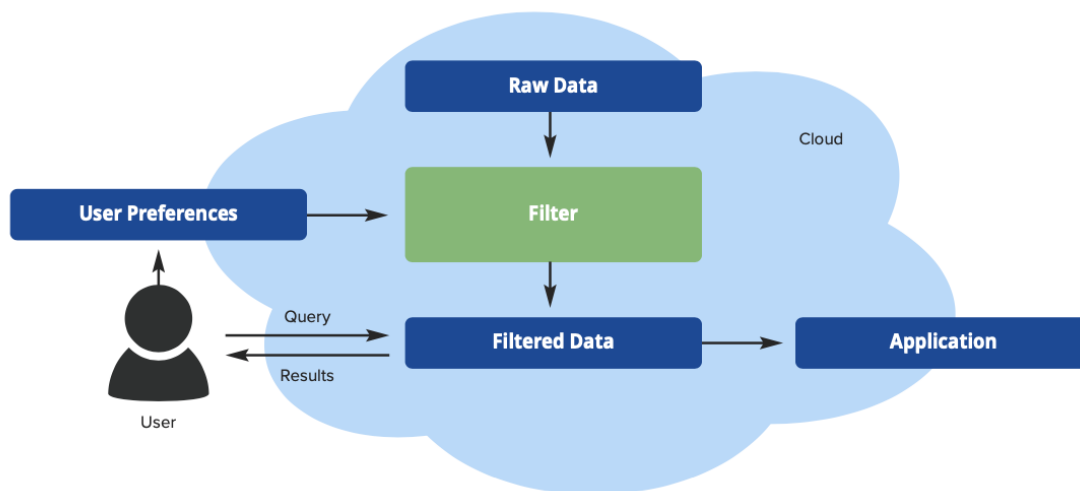 Raw Data
Cloud
User Preferences
Filter
Query
Filtered Data
Application
Results
User